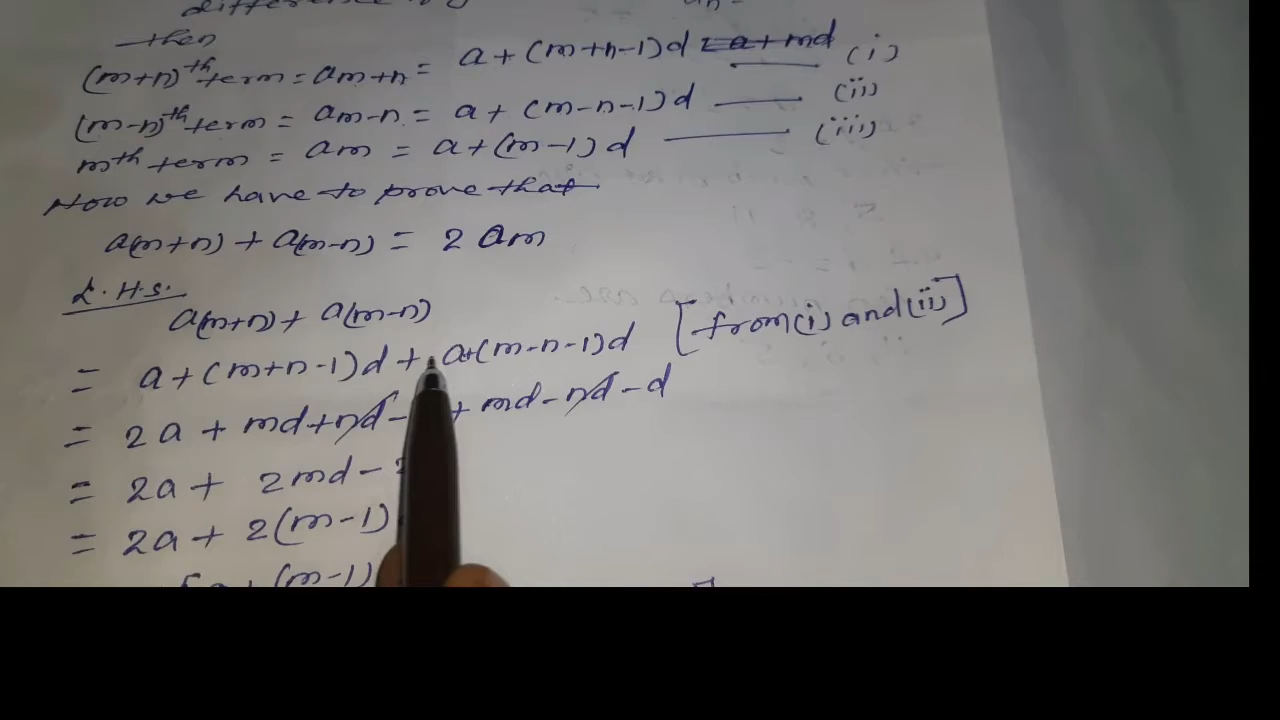 difference
then
(m+n)th term = am+n = a+(m+n-1)d = a+md (i)
(m-n)th term = am-n = a+(m-n-1)d (ii)
mth term = am = a+(m-1)d (iii)
Now we have to prove that
a(m+n) + a(m-n) = 2am
L.H.S.
a(m+n) + a(m-n)
= a+(m+n-1)d + a+(m-n-1)d [from (i) and (ii)]
= 2a + md+nd- + md-nd-d
= 2a + 2md-
= 2a + 2(m-1)
(m-1)